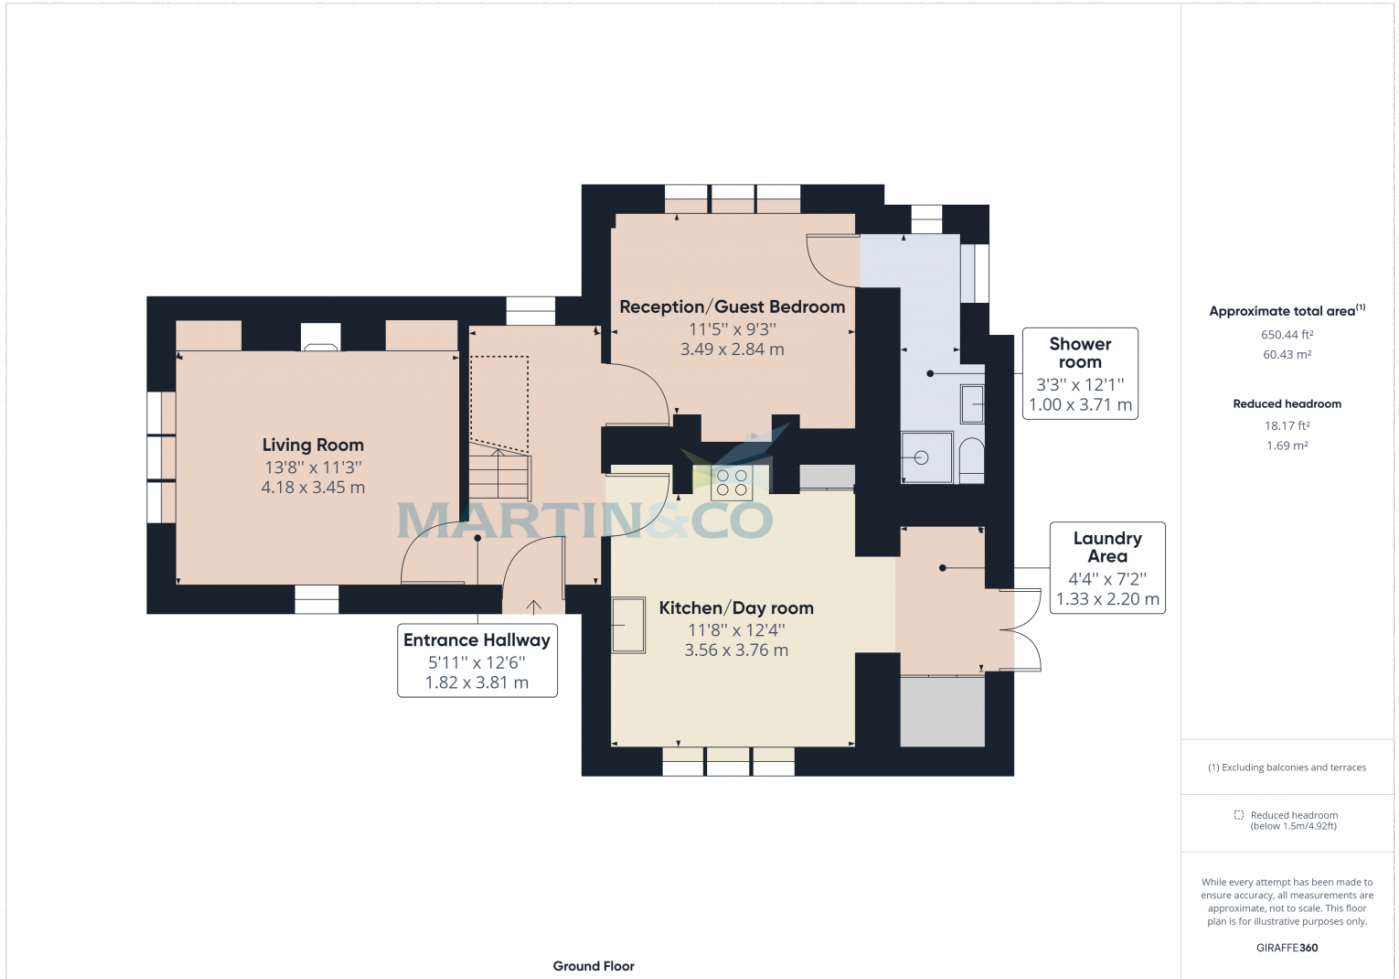 Reception/Guest Bedroom
11'5'' x 9'3''
3.49 x 2.84 m
Shower
room
3'3'' x 12'1''
1.00 x 3.71 m
Living Room
13'8'' x 11'3''
4.18 x 3.45 m
MARTIN&CO
Laundry
Area
4'4'' x 7'2''
1.33 x 2.20 m
Kitchen/Day room
11'8'' x 12'4''
3.56 x 3.76 m
Entrance Hallway
5'11'' x 12'6''
1.82 x 3.81 m
Ground Floor
Approximate total area(1)
650.44 ft²
60.43 m²
Reduced headroom
18.17 ft²
1.69 m²
(1) Excluding balconies and terraces
Reduced headroom
(below 1.5m/4.92ft)
While every attempt has been made to
ensure accuracy, all measurements are
approximate, not to scale. This floor
plan is for illustrative purposes only.
GIRAFFE360